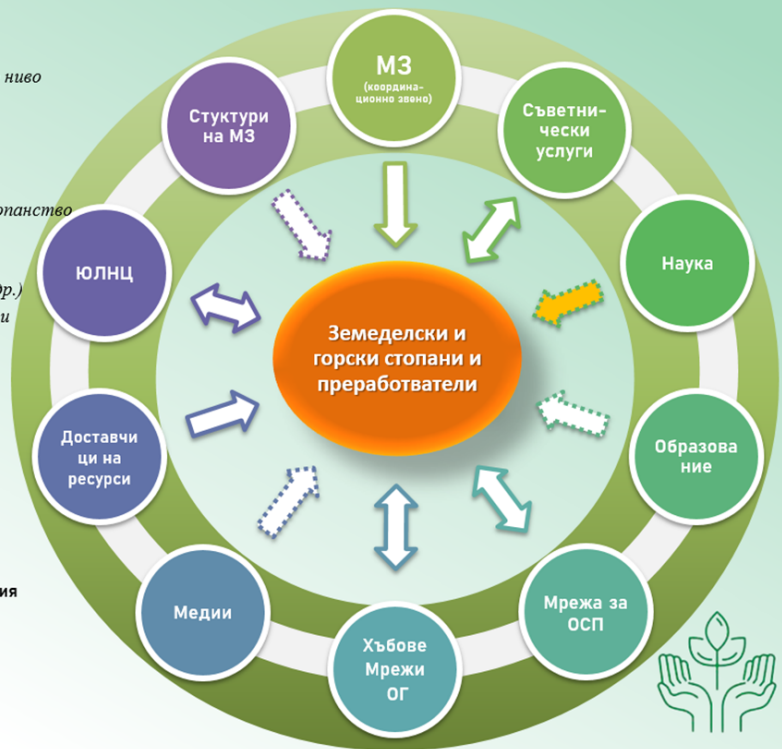 ниво
опанство
др.)
и
ия
МЗ
(координа-
ционно звено)
Съветни-
чески
услуги
Наука
Образова
ние
Мрежа за
ОСП
Хъбове
Мрежи
ОГ
Медии
Доставчи
ци на
ресурси
ЮЛНЦ
Стуктури
на МЗ
Земеделски и
горски стопани и
преработватели